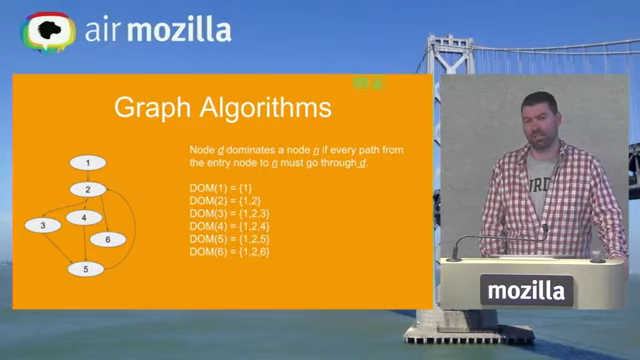 air mozilla
Graph Algorithms
Node d dominates a node n if every path from
the entry node to n must go through d.
DOM(1) = {1}
DOM(2) = {1,2}
DOM(3) = {1,2,3}
DOM(4) = {1,2,4}
DOM(5) = {1,2,5}
DOM(6) = {1,2,6}
1
2
3
4
6
5
mozilla